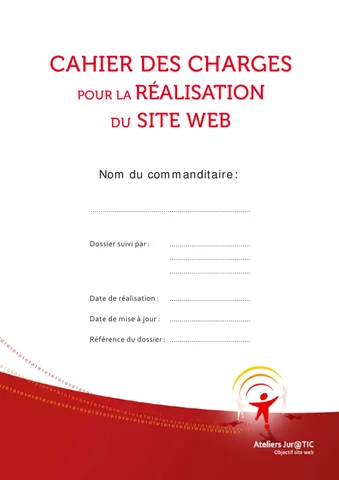 CAHIER DES CHARGES
POUR LA RÉALISATION
DU SITE WEB
Nom du commanditaire :
Dossier suivi par :
Date de réalisation :
Date de mise à jour :
Référence du dossier :
Ateliers Jur@TIC
Objectif site web